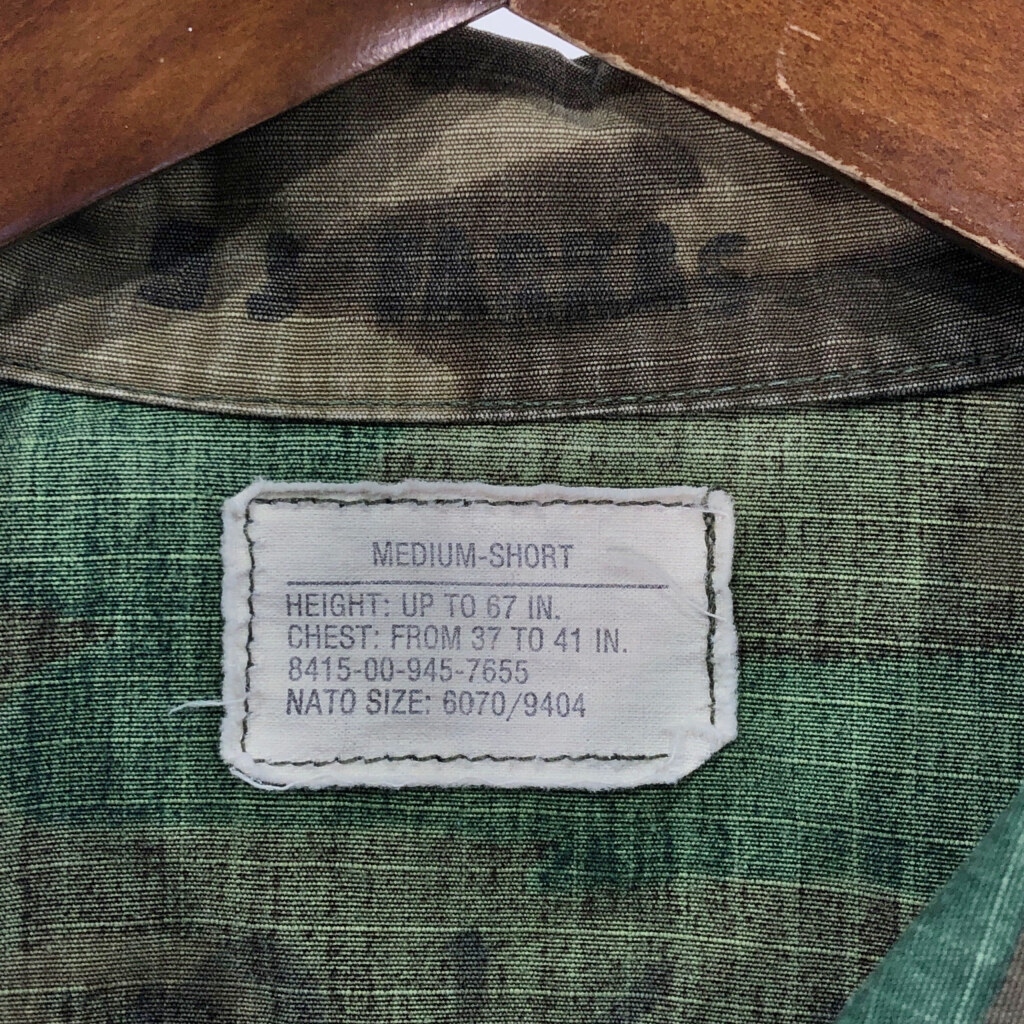 MEDIUM-SHORT
HEIGHT: UP TO 67 IN.
CHEST: FROM 37 TO 41 IN.
8415-00-945-7655
NATO SIZE: 6070/9404